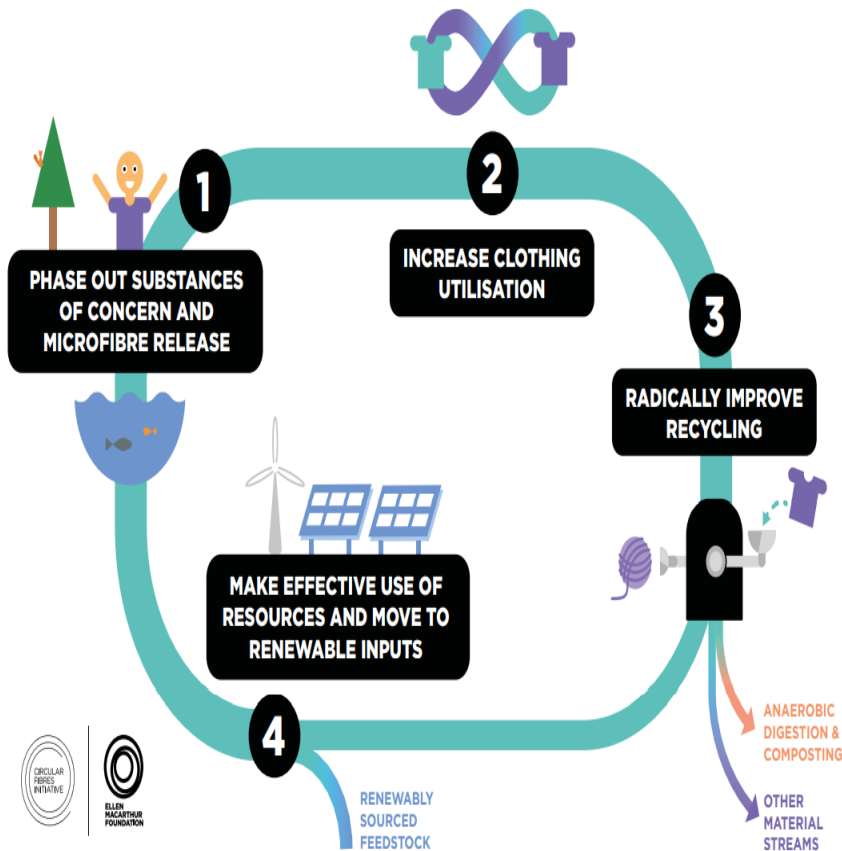 1
PHASE OUT SUBSTANCES
OF CONCERN AND
MICROFIBRE RELEASE
2
INCREASE CLOTHING
UTILISATION
3
RADICALLY IMPROVE
RECYCLING
MAKE EFFECTIVE USE OF
RESOURCES AND MOVE TO
RENEWABLE INPUTS
4
ANAEROBIC
DIGESTION &
COMPOSTING
OTHER
MATERIAL
STREAMS
RENEWABLY
SOURCED
FEEDSTOCK
CIRCULAR
FIBRES
INITIATIVE
ELLEN
MACARTHUR
FOUNDATION